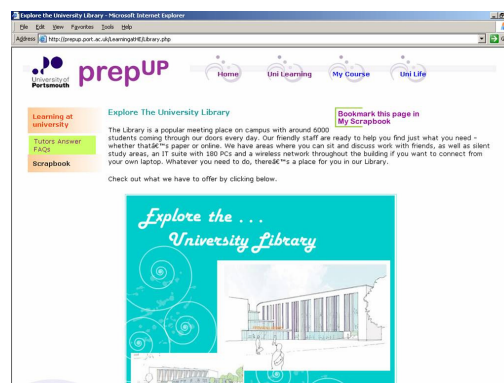 Explore the University Library - Microsoft Internet Explorer
File Edit View Favorites Tools Help
Address http://prepup.port.ac.uk/LearningatHE/Library.php
University of
Portsmouth
prepUP
Home Uni Learning My Course Uni Life
Learning at
university
Tutors Answer
FAQs
Scrapbook
Explore The University Library
Bookmark this page in
My Scrapbook
The Library is a popular meeting place on campus with around 6000
students coming through our doors every day. Our friendly staff are ready to help you find just what you need -
whether thatâ€™s paper or online. We have areas where you can sit and discuss work with friends, as well as silent
study areas, an IT suite with 180 PCs and a wireless network throughout the building if you want to connect from
your own laptop. Whatever you need to do, thereâ€™s a place for you in our Library.
Check out what we have to offer by clicking below.
Explore the ...
University Library